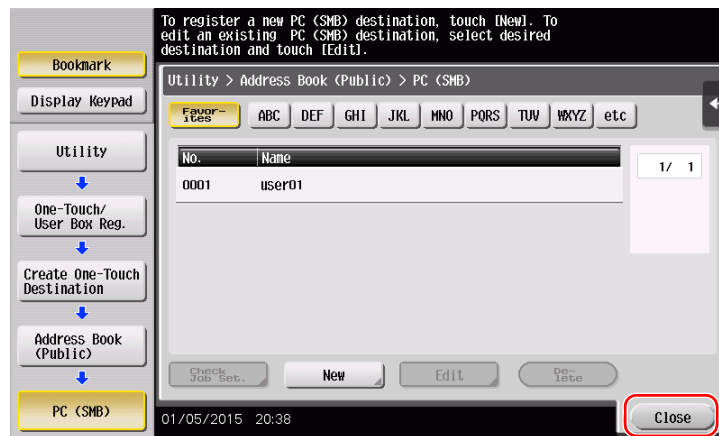 To register a new PC (SMB) destination, touch [New]. To
edit an existing  PC (SMB) destination, select desired
destination and touch [Edit].
Bookmark
Display Keypad
Utility
One-Touch/
User Box Reg.
Create One-Touch
Destination
Address Book
(Public)
PC (SMB)
Utility > Address Book (Public) > PC (SMB)
Favor-
ites
ABC DEF GHI JKL MNO PQRS TUV WXYZ etc
No. Name
0001 user01
1/ 1
Check
Job Set.
New
Edit
De-
lete
01/05/2015 20:38
Close